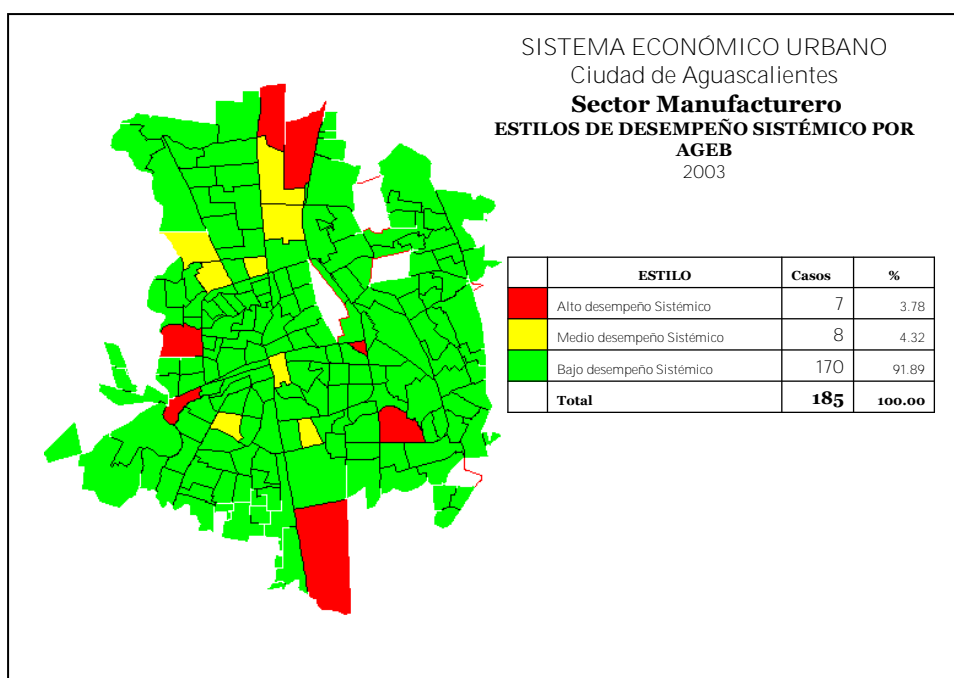 SISTEMA ECONÓMICO URBANO
Ciudad de Aguascalientes
Sector Manufacturero
ESTILOS DE DESEMPEÑO SISTÉMICO POR
AGEB
2003
ESTILO Casos %
Alto desempeño Sistémico 7 3.78
Medio desempeño Sistémico 8 4.32
Bajo desempeño Sistémico 170 91.89
Total 185 100.00